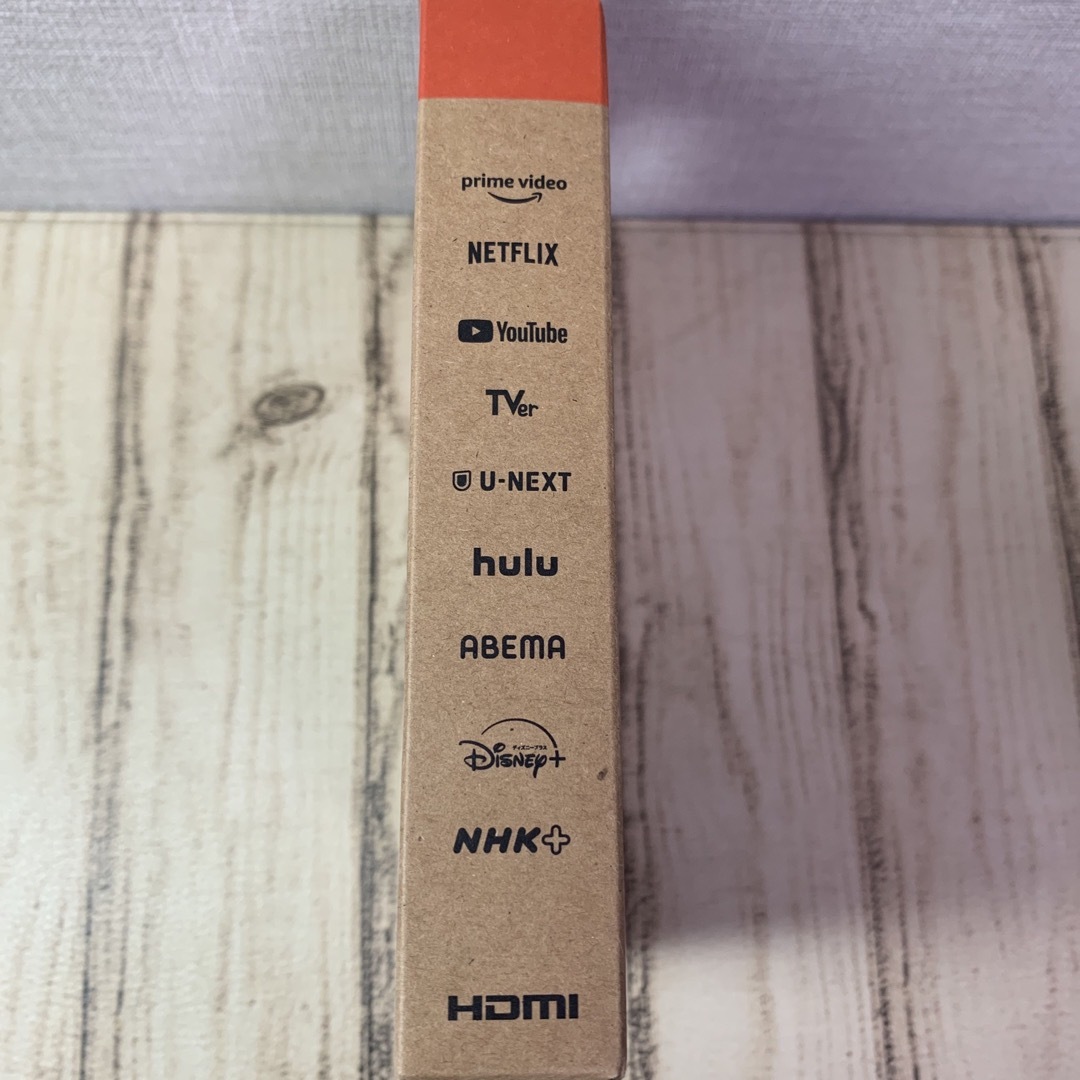 prime video
NETFLIX
YouTube
TVer
U-NEXT
hulu
ABEMA
ディズニープラス
Disney+
NHK+
HDMI